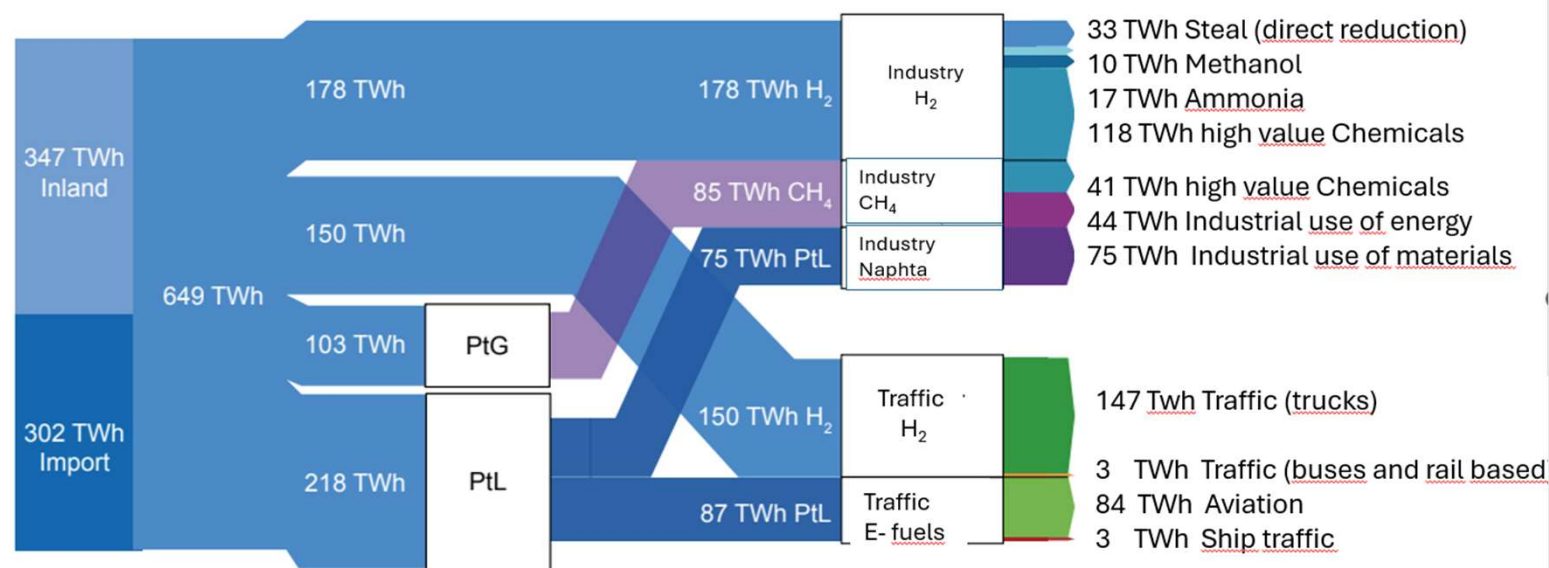 347 TWh
Inland
302 TWh
Import
649 TWh
178 TWh
150 TWh
103 TWh
218 TWh
PtG
PtL
178 TWh H₂
85 TWh CH₄
75 TWh PtL
150 TWh H₂
87 TWh PtL
Industry
H₂
Industry
CH₄
Industry
Naphta
Traffic
H₂
Traffic
E- fuels
33 TWh Steal (direct reduction)
10 TWh Methanol
17 TWh Ammonia
118 TWh high value Chemicals
41 TWh high value Chemicals
44 TWh Industrial use of energy
75 TWh Industrial use of materials
147 Twh Traffic (trucks)
3 TWh Traffic (buses and rail based)
84 TWh Aviation
3 TWh Ship traffic